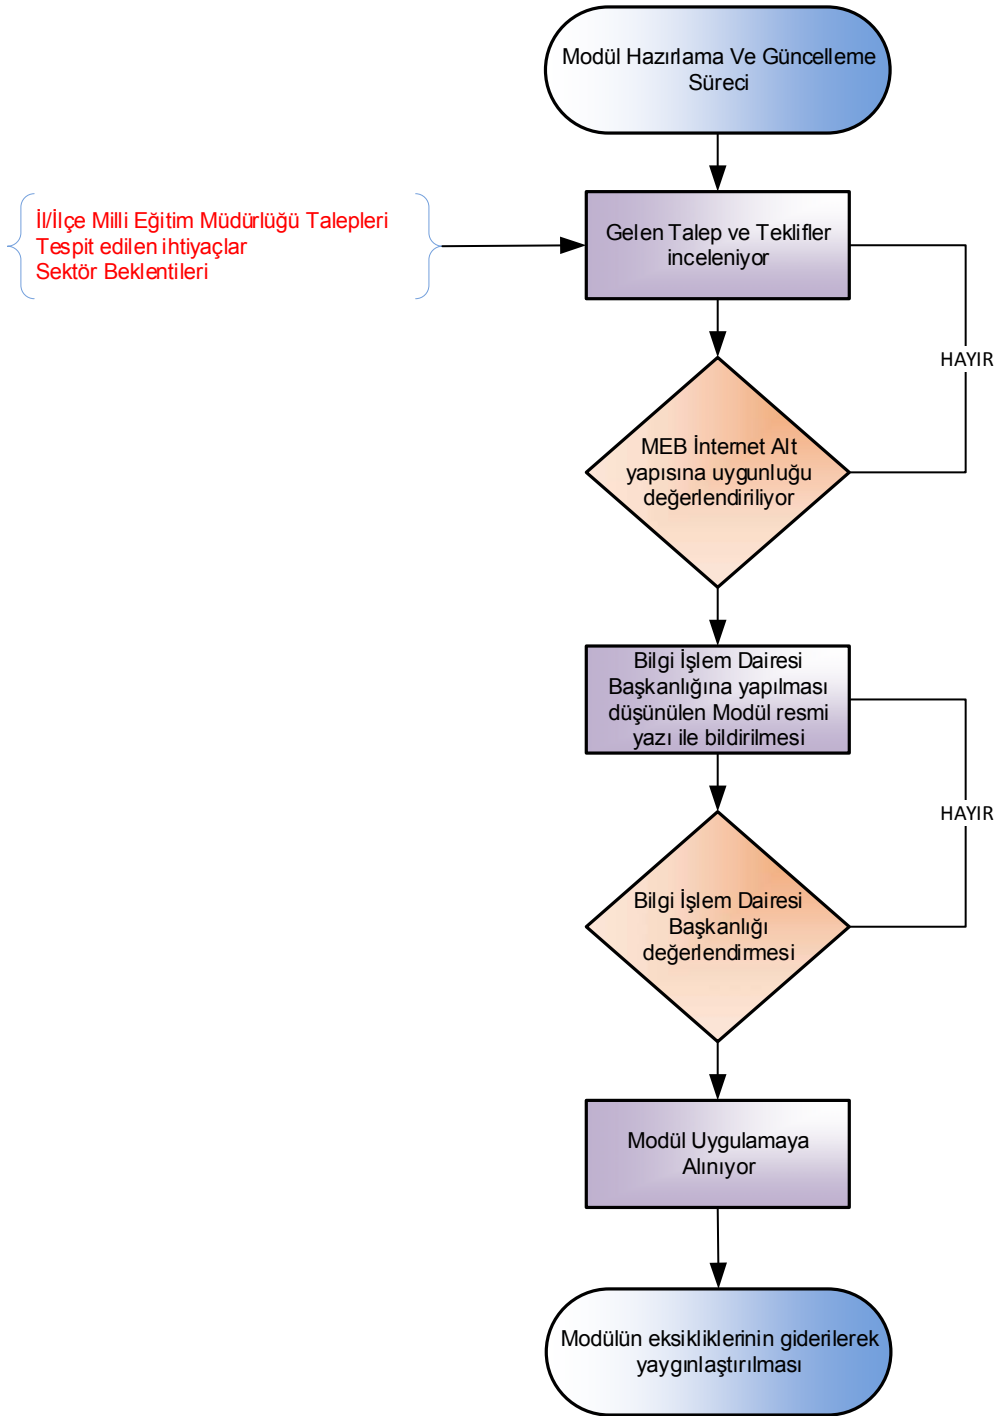 Modül Hazırlama Ve Güncelleme
Süreci
İl/İlçe Milli Eğitim Müdürlüğü Talepleri
Tespit edilen ihtiyaçlar
Sektör Beklentileri
Gelen Talep ve Teklifler
inceleniyor
HAYIR
MEB İnternet Alt
yapısına uygunluğu
değerlendiriliyor
Bilgi İşlem Dairesi
Başkanlığına yapılması
düşünülen Modül resmi
yazı ile bildirilmesi
HAYIR
Bilgi İşlem Dairesi
Başkanlığı
değerlendirmesi
Modül Uygulamaya
Alınıyor
Modülün eksikliklerinin giderilerek
yaygınlaştırılması